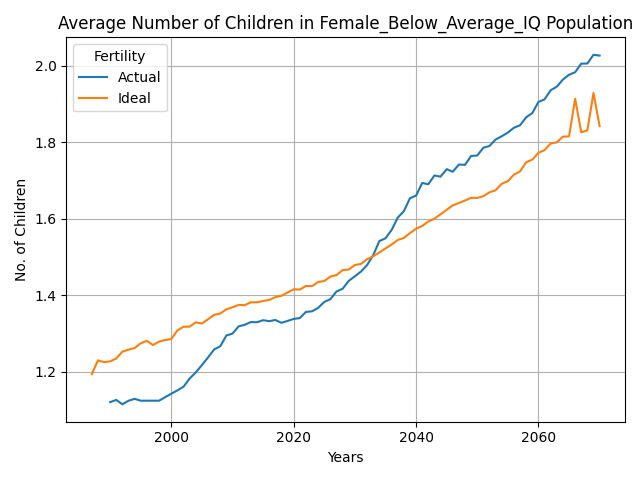 Average Number of Children in Female_Below_Average_IQ Population
Fertility
Actual
Ideal
No. of Children
2.0
1.8
1.6
1.4
1.2
2000
2020
2040
2060
Years